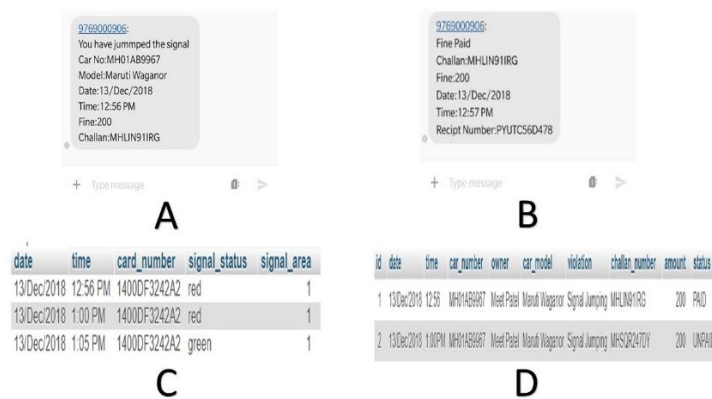 9769000906:
You have jummped the signal
Car No:MH01AB9967
Model:Maruti Waganor
Date:13/Dec/2018
Time:12:56 PM
Fine:200
Challan:MHLIN91IRG
Type message
A
9769000906:
Fine Paid
Challan:MHLIN91IRG
Fine:200
Date:13/Dec/2018
Time:12:57 PM
Recipt Number:PYUTC56D478
Type message
B
date time card_number signal_status signal_area
13/Dec/2018 12:56 PM 1400DF3242A2 red 1
13/Dec/2018 1:00 PM 1400DF3242A2 red 1
13/Dec/2018 1:05 PM 1400DF3242A2 green 1
C
id date time car_number owner car_model violation challan_number amount status
1 13/Dec/2018 12:56 MH01AB9967 Meet Patel Maruti Waganor Signal Jumping MHLIN91IRG 200 PAID
2 13/Dec/2018 1:00PM MH01AB9967 Meet Patel Maruti Waganor Signal Jumping MHSQR247DY 200 UNPAID
D